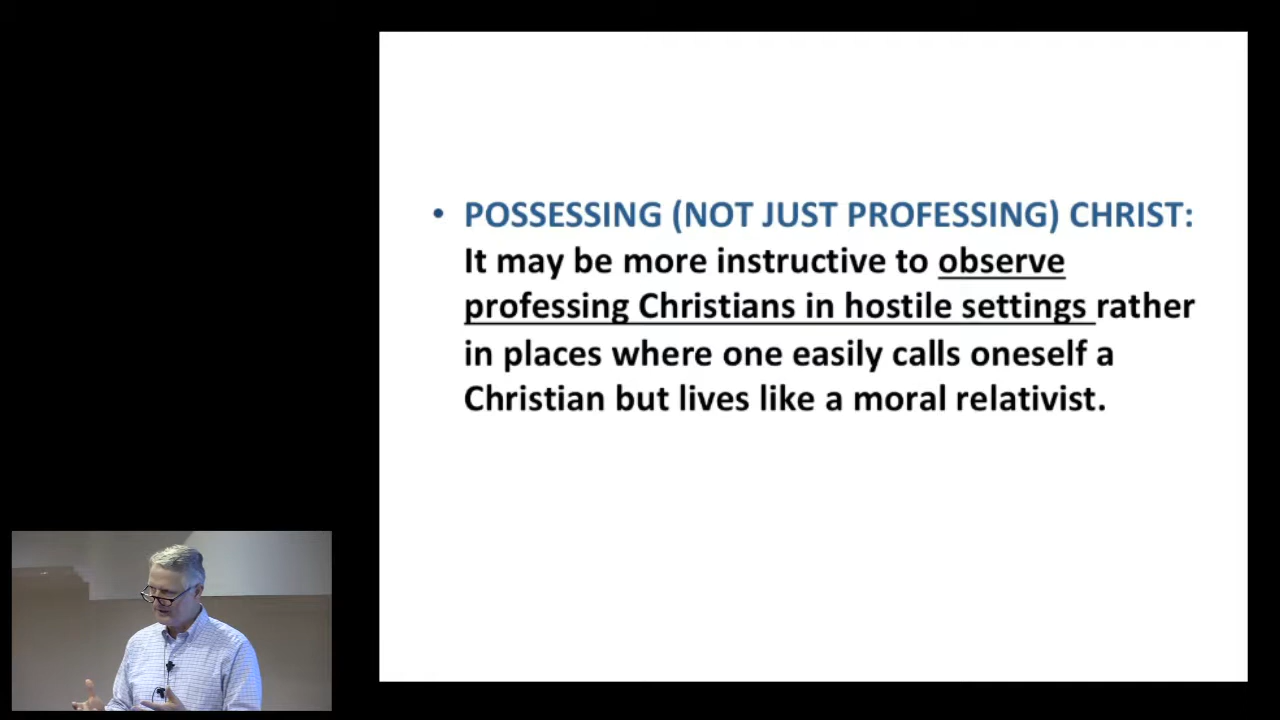 • POSSESSING (NOT JUST PROFESSING) CHRIST:
It may be more instructive to observe
professing Christians in hostile settings rather
in places where one easily calls oneself a
Christian but lives like a moral relativist.